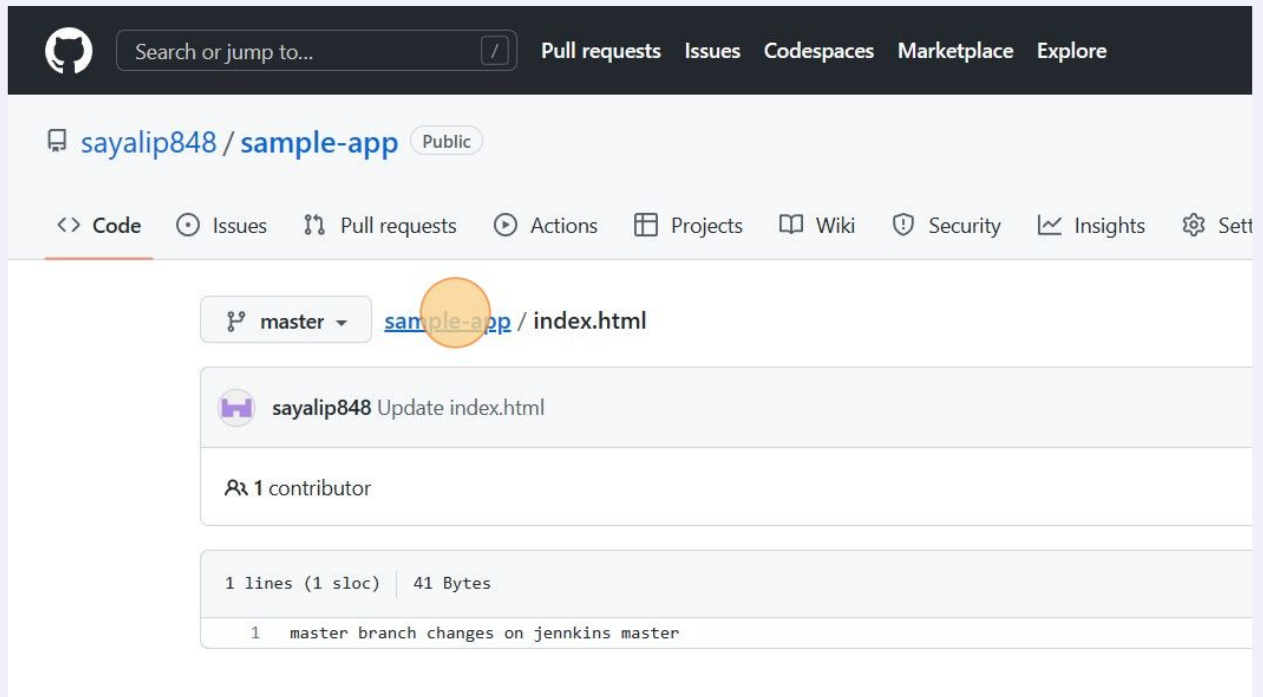 Search or jump to... / Pull requests Issues Codespaces Marketplace Explore
sayalip848 / sample-app Public
Code Issues Pull requests Actions Projects Wiki Security Insights Sett
master sample-app / index.html
sayalip848 Update index.html
1 contributor
1 lines (1 sloc) 41 Bytes
1 master branch changes on jennkins master